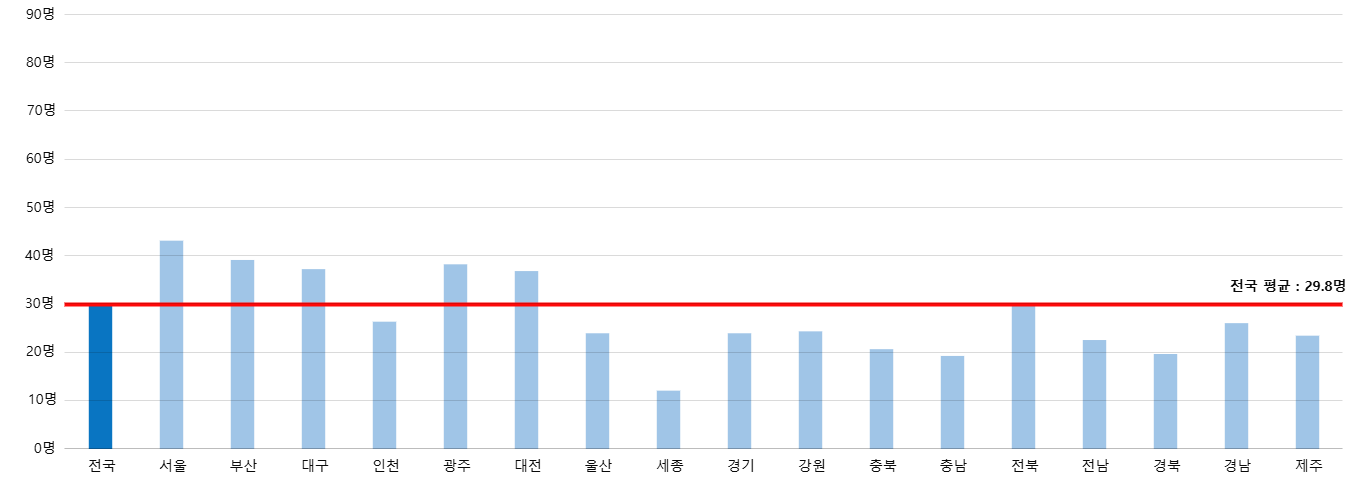 90명
80명
70명
60명
50명
40명
전국 평균 : 29.8명
30명
20명
10명
0명
전국 서울 부산 대구 인천 광주 대전 울산 세종 경기 강원 충북 충남 전북 전남 경북 경남 제주